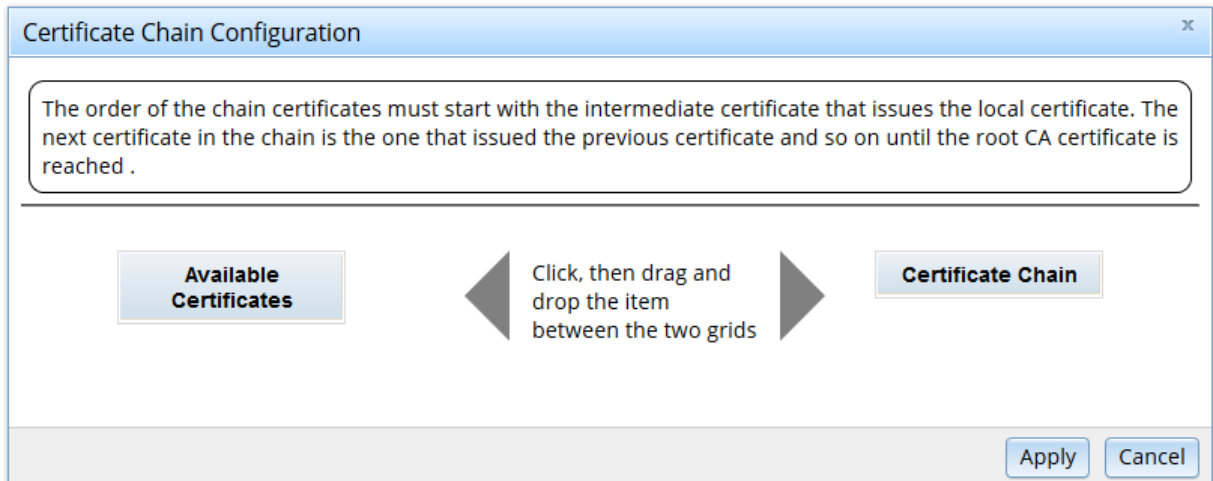 Certificate Chain Configuration
x
The order of the chain certificates must start with the intermediate certificate that issues the local certificate. The
next certificate in the chain is the one that issued the previous certificate and so on until the root CA certificate is
reached .
Available
Certificates
Click, then drag and
drop the item
between the two grids
Certificate Chain
Apply
Cancel